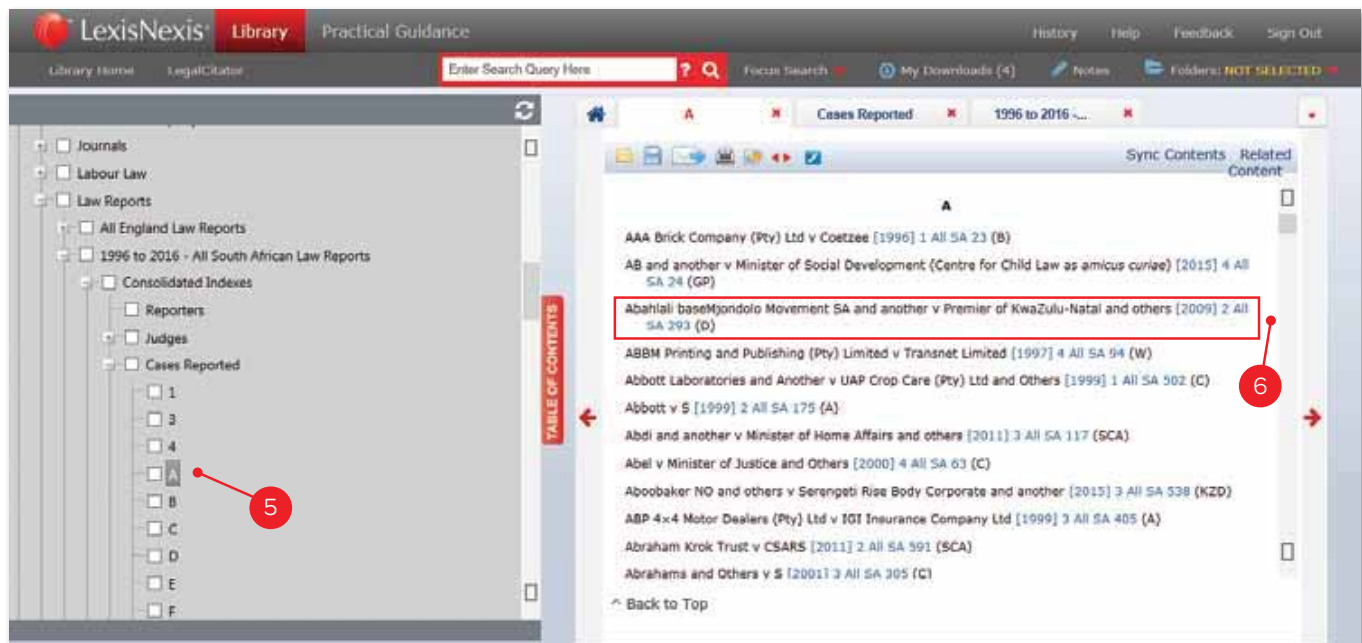 LexisNexis® Library Practical Guidance History Help Feedback Sign Out
Library Home LegalCitator Enter Search Query Here ? Focus Search My Downloads (4) Notes Folders: NOT SELECTED
A Cases Reported 1996 to 2016 -...
Sync Contents Related Content
Journals
Labour Law
Law Reports
All England Law Reports
1996 to 2016 - All South African Law Reports
Consolidated Indexes
Reporters
Judges
Cases Reported
1
3
4
A
B
C
D
E
F
5
TABLE OF CONTENTS
A
AAA Brick Company (Pty) Ltd v Coetzee [1996] 1 All SA 23 (B)
AB and another v Minister of Social Development (Centre for Child Law as amicus curiae) [2015] 4 All
SA 24 (GP)
Abahlali baseMjondolo Movement SA and another v Premier of KwaZulu-Natal and others [2009] 2 All
SA 293 (D)
ABBM Printing and Publishing (Pty) Limited v Transnet Limited [1997] 4 All SA 94 (W)
Abbott Laboratories and Another v UAP Crop Care (Pty) Ltd and Others [1999] 1 All SA 502 (C)
Abbott v S [1999] 2 All SA 175 (A)
Abdi and another v Minister of Home Affairs and others [2011] 3 All SA 117 (SCA)
Abel v Minister of Justice and Others [2000] 4 All SA 63 (C)
Aboobaker NO and others v Serengeti Rise Body Corporate and another [2015] 3 All SA 538 (KZD)
ABP 4×4 Motor Dealers (Pty) Ltd v IGI Insurance Company Ltd [1999] 3 All SA 405 (A)
Abraham Krok Trust v CSARS [2011] 2 All SA 591 (SCA)
Abrahams and Others v S [2001] 3 All SA 305 (C)
^ Back to Top
6